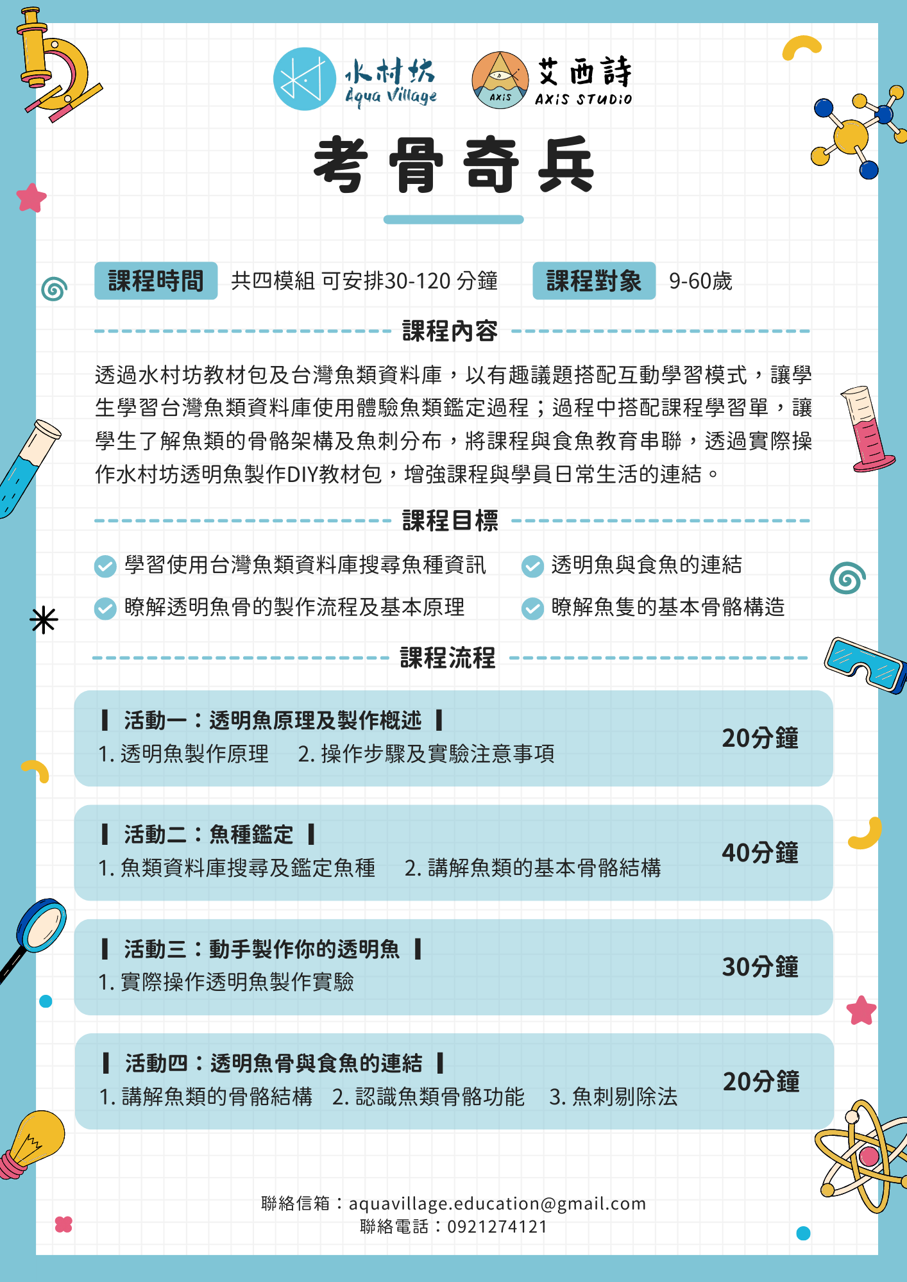 水村坊
Aqua Village
艾西詩
AXiS STUDiO
AXiS
考骨奇兵
課程時間 共四模組 可安排30-120 分鐘 課程對象 9-60歲
課程內容
透過水村坊教材包及台灣魚類資料庫，以有趣議題搭配互動學習模式，讓學
生學習台灣魚類資料庫使用體驗魚類鑑定過程；過程中搭配課程學習單，讓
學生了解魚類的骨骼架構及魚刺分布，將課程與食魚教育串聯，透過實際操
作水村坊透明魚製作DIY教材包，增強課程與學員日常生活的連結。
課程目標
學習使用台灣魚類資料庫搜尋魚種資訊 透明魚與食魚的連結
瞭解透明魚骨的製作流程及基本原理 瞭解魚隻的基本骨骼構造
課程流程
活動一：透明魚原理及製作概述
1. 透明魚製作原理 2. 操作步驟及實驗注意事項
20分鐘
活動二：魚種鑑定
1. 魚類資料庫搜尋及鑑定魚種 2. 講解魚類的基本骨骼結構
40分鐘
活動三：動手製作你的透明魚
1. 實際操作透明魚製作實驗
30分鐘
活動四：透明魚骨與食魚的連結
1. 講解魚類的骨骼結構 2. 認識魚類骨骼功能 3. 魚刺剔除法
20分鐘
聯絡信箱：aquavillage.education@gmail.com
聯絡電話：0921274121